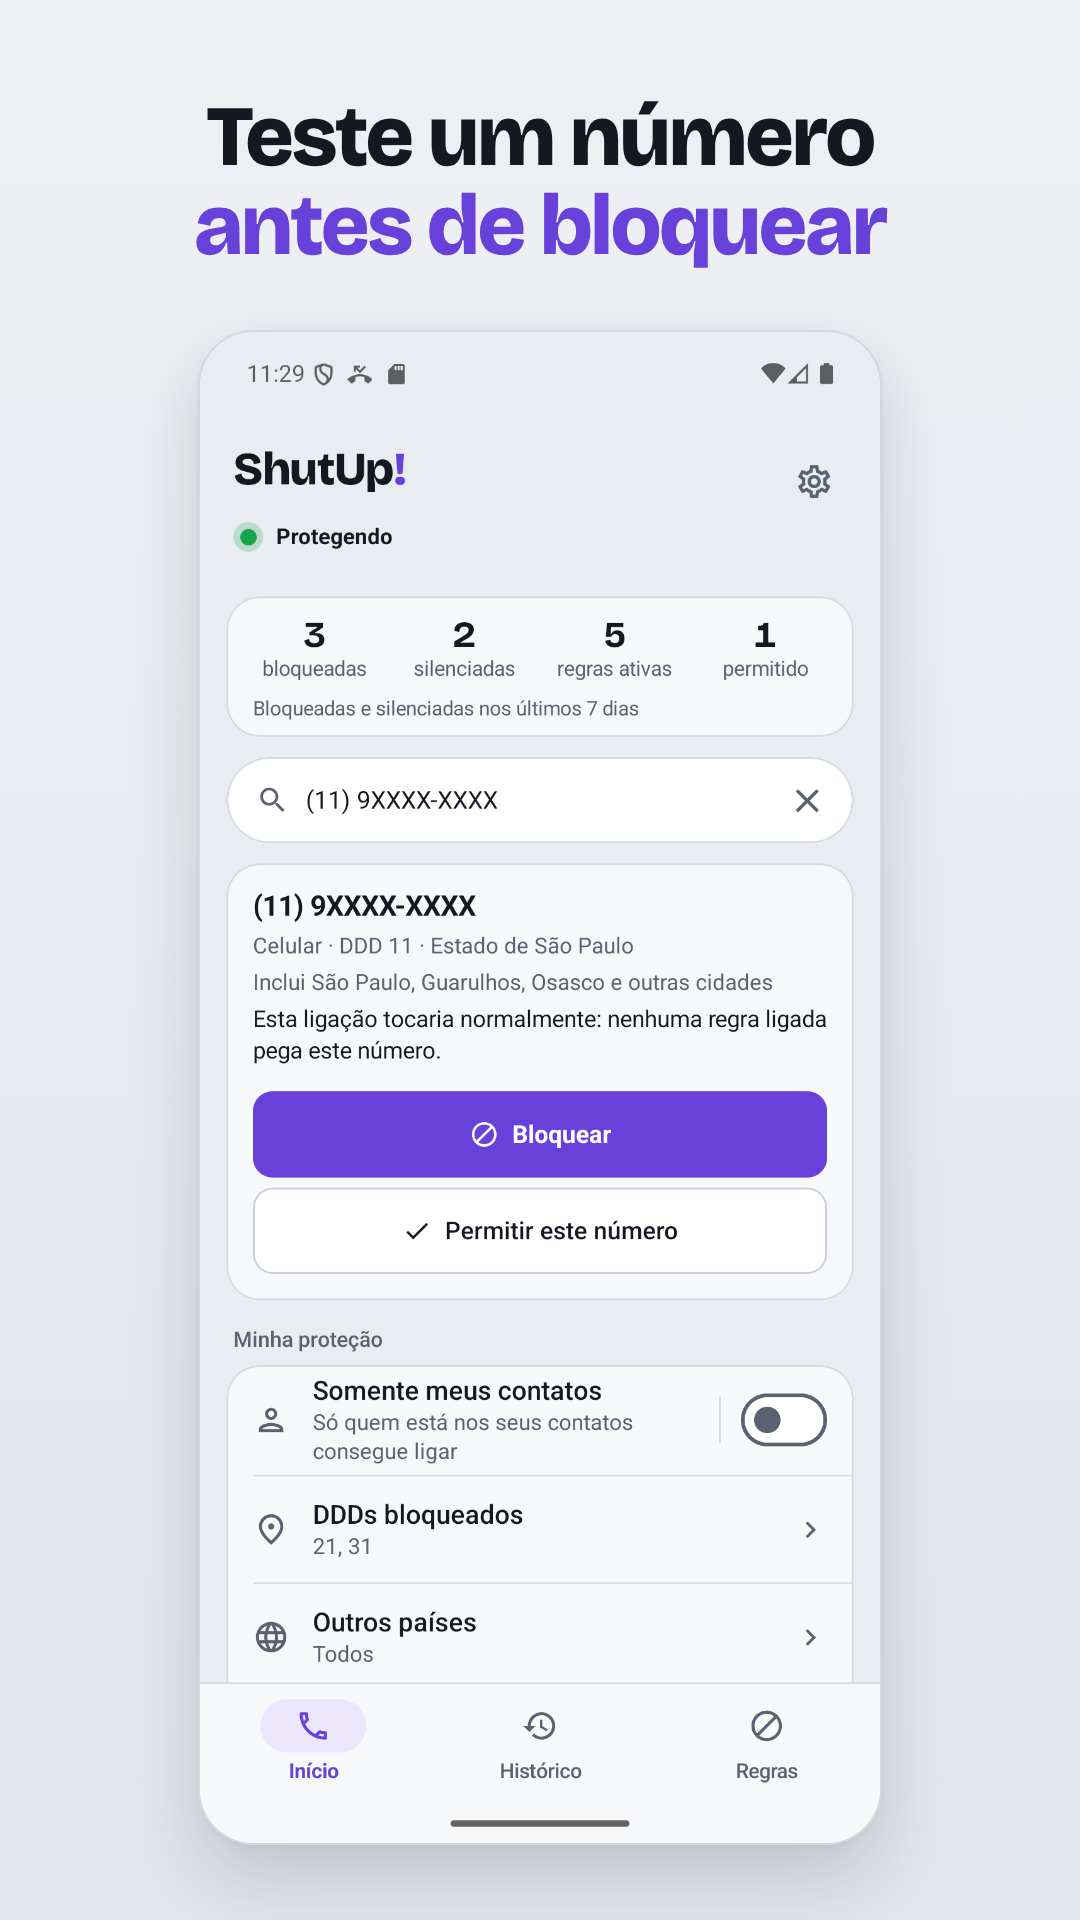 Teste um número
antes de bloquear
11:29
ShutUp!
Protegendo
3 2 5 1
bloqueadas silenciadas regras ativas permitido
Bloqueadas e silenciadas nos últimos 7 dias
(11) 9XXXX-XXXX
(11) 9XXXX-XXXX
Celular · DDD 11 · Estado de São Paulo
Inclui São Paulo, Guarulhos, Osasco e outras cidades
Esta ligação tocaria normalmente: nenhuma regra ligada
pega este número.
Bloquear
Permitir este número
Minha proteção
Somente meus contatos
Só quem está nos seus contatos
consegue ligar
DDDs bloqueados
21, 31
Outros países
Todos
Início Histórico Regras